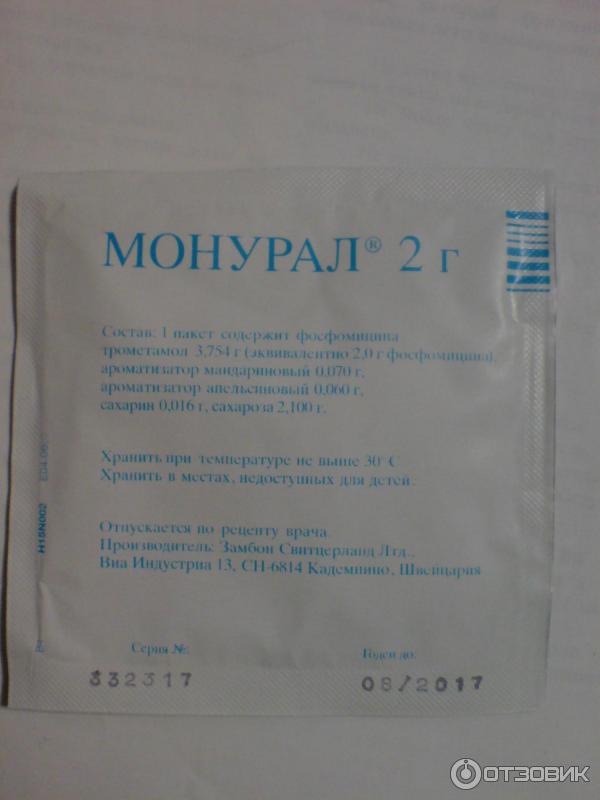 МОНУРАЛ® 2 г
Состав: 1 пакет содержит фосфомицина
трометамол 3,754 г (эквивалентно 2,0 г фосфомицина),
ароматизатор мандариновый 0,070 г,
ароматизатор апельсиновый 0,060 г,
сахарин 0,016 г, сахароза 2,100 г.
Хранить при температуре не выше 30° С
Хранить в местах, недоступных для детей.
Отпускается по рецепту врача.
Производитель: Замбон Свитцерланд Лтд.,
Виа Индустриа 13, СН-6814 Кадемпино, Швейцария
H15N002
Серия №:
Годен до:
332317
08/2017
ОТЗОВИК